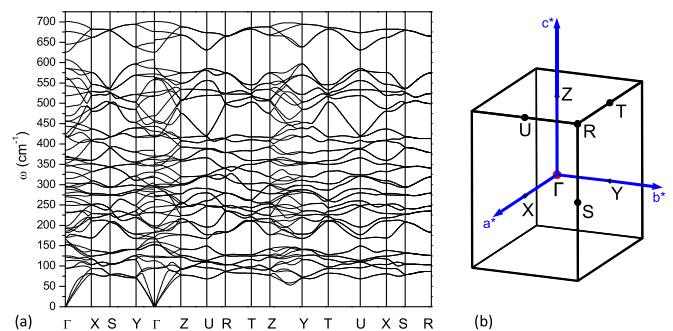 700
650
600
550
500
450
400
350
300
250
200
150
100
50
0
ω (cm⁻¹)
Γ X S Y Γ Z U R T Z Y T U X S R
(a)
c*
Z
T
U
R
Γ
Y
b*
X
S
a*
(b)